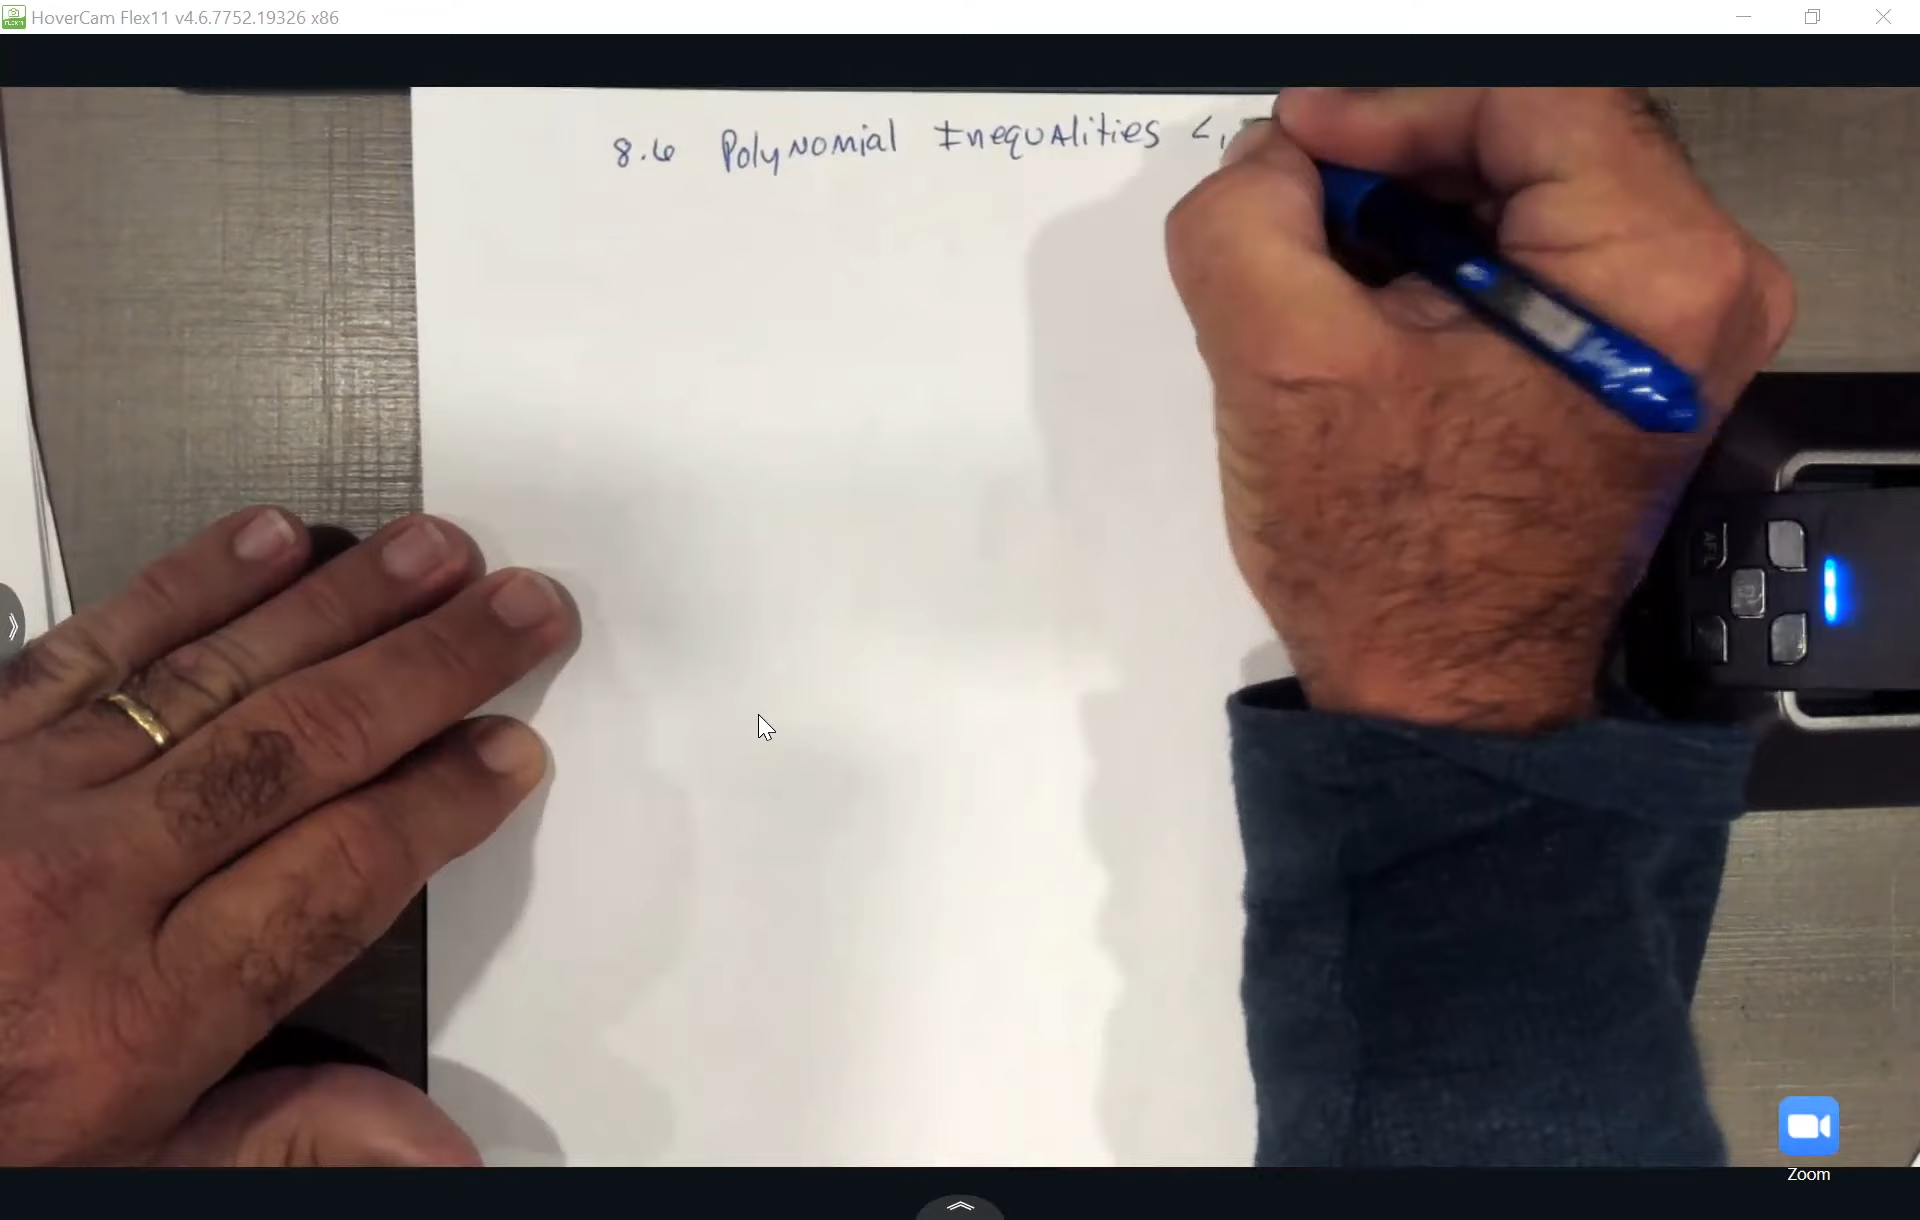 HoverCam Flex11 v4.6.7752.19326 x86
8.6 Polynomial Inequalities <,
Zoom